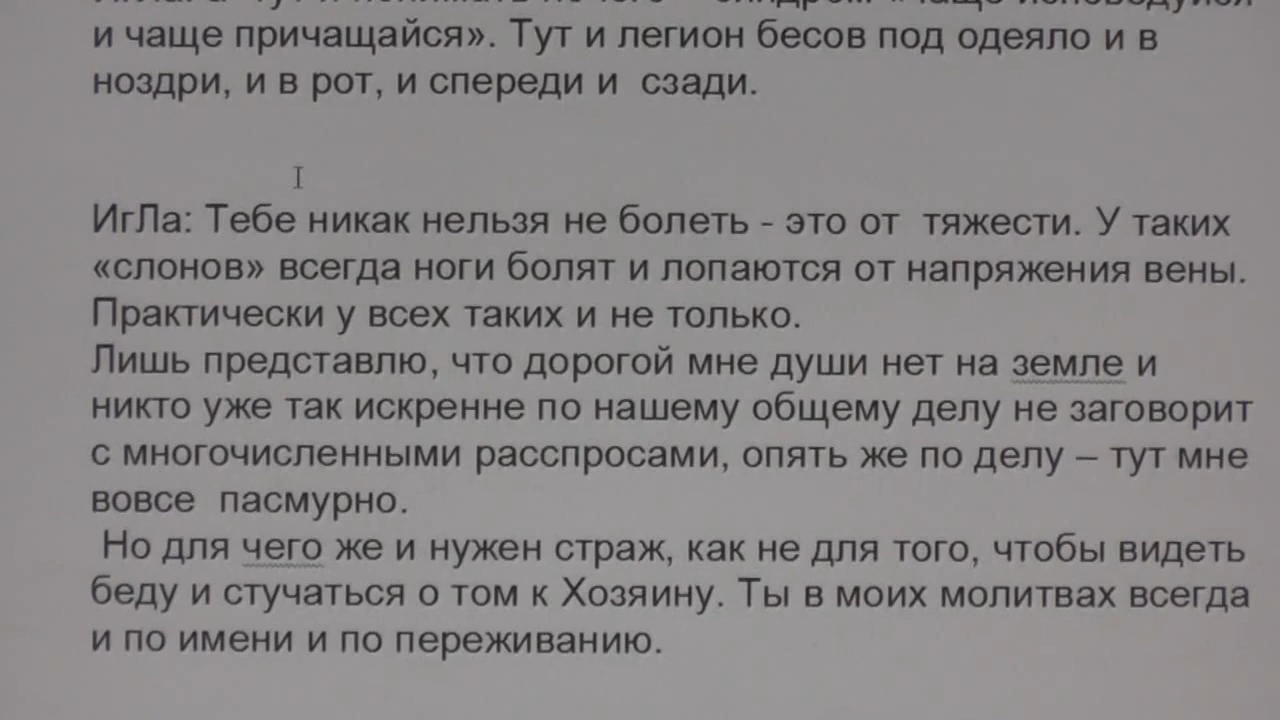 и чаще причащайся». Тут и легион бесов под одеяло и в
ноздри, и в рот, и спереди и сзади.
ИгЛа: Тебе никак нельзя не болеть - это от тяжести. У таких
«слонов» всегда ноги болят и лопаются от напряжения вены.
Практически у всех таких и не только.
Лишь представлю, что дорогой мне души нет на земле и
никто уже так искренне по нашему общему делу не заговорит
с многочисленными расспросами, опять же по делу – тут мне
вовсе пасмурно.
Но для чего же и нужен страж, как не для того, чтобы видеть
беду и стучаться о том к Хозяину. Ты в моих молитвах всегда
и по имени и по переживанию.